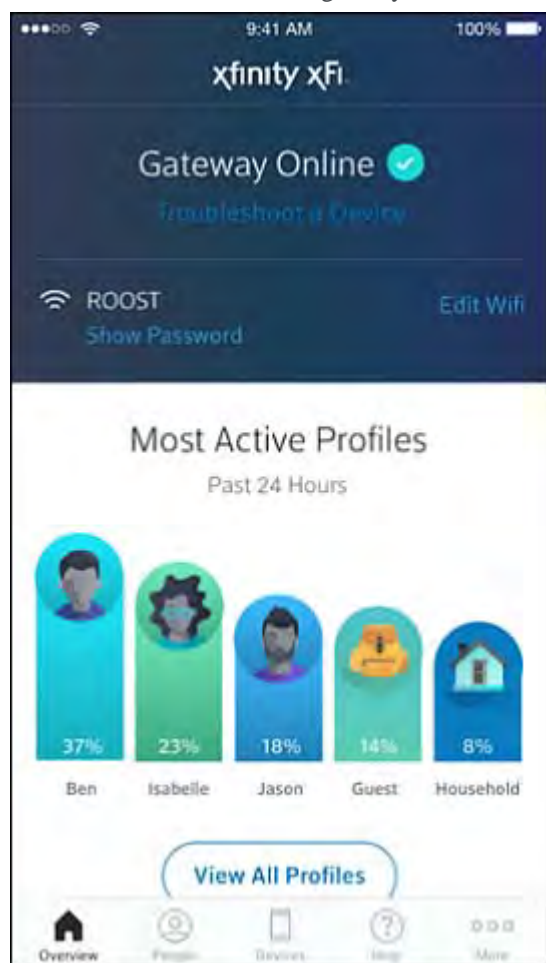 9:41 AM 100%
xfinity xFi
Gateway Online
Troubleshoot a Device
ROOST Edit Wifi
Show Password
Most Active Profiles
Past 24 Hours
37% 23% 18% 14% 8%
Ben Isabelle Jason Guest Household
View All Profiles
Overview People Devices Help More